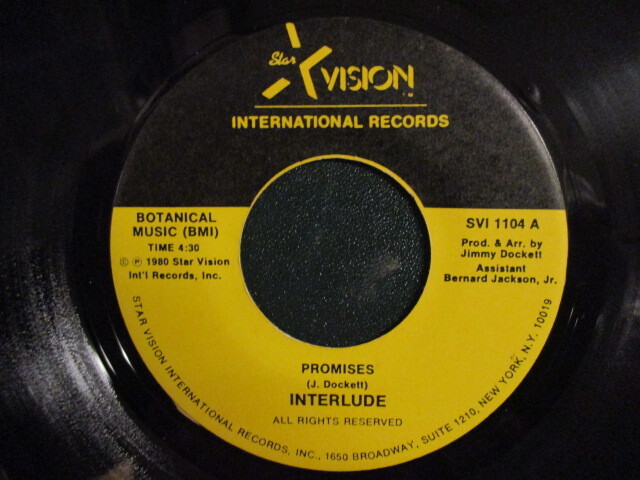 Star
VISION
TM
INTERNATIONAL RECORDS
BOTANICAL
MUSIC (BMI)
TIME 4:30
© ℗ 1980 Star Vision
Int'l Records, Inc.
SVI 1104 A
Prod. & Arr. by
Jimmy Dockett
Assistant
Bernard Jackson, Jr.
PROMISES
(J. Dockett)
INTERLUDE
ALL RIGHTS RESERVED
STAR VISION INTERNATIONAL RECORDS, INC., 1650 BROADWAY, SUITE 1210, NEW YORK, N.Y. 10019